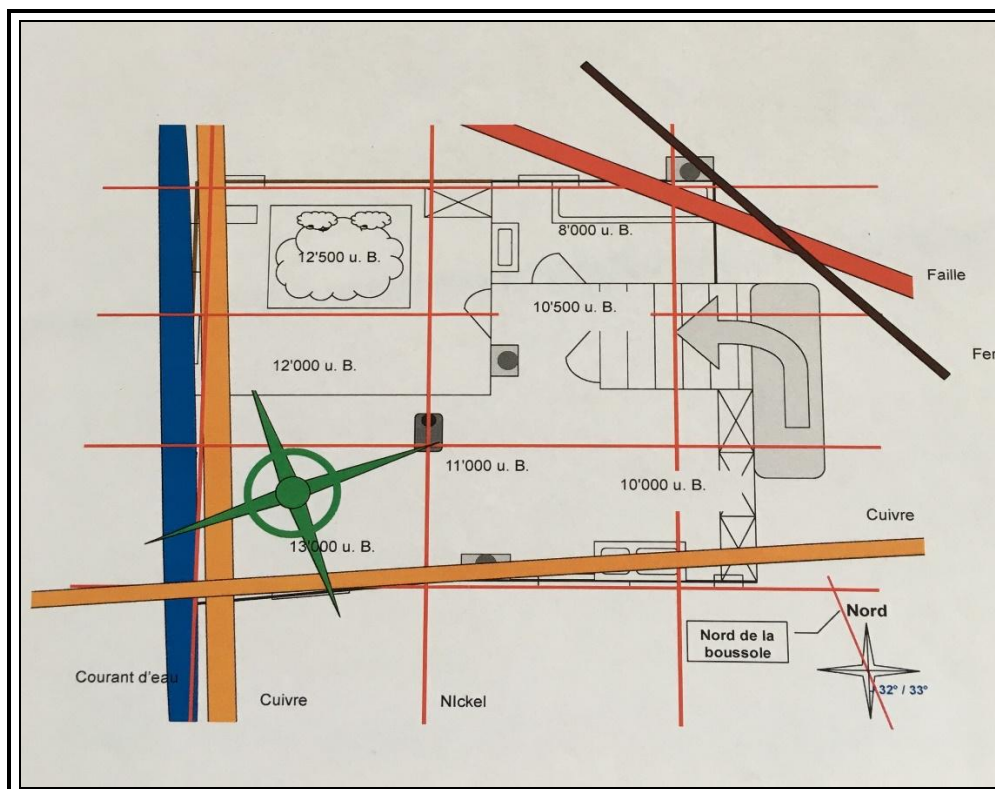 8'000 u. B.
12'500 u. B.
Faille
10'500 u. B.
Fer
12'000 u. B.
11'000 u. B.
10'000 u. B.
Cuivre
13'000 u. B.
Nord
Nord de la
boussole
Courant d'eau
Cuivre
NIckel
32° / 33°